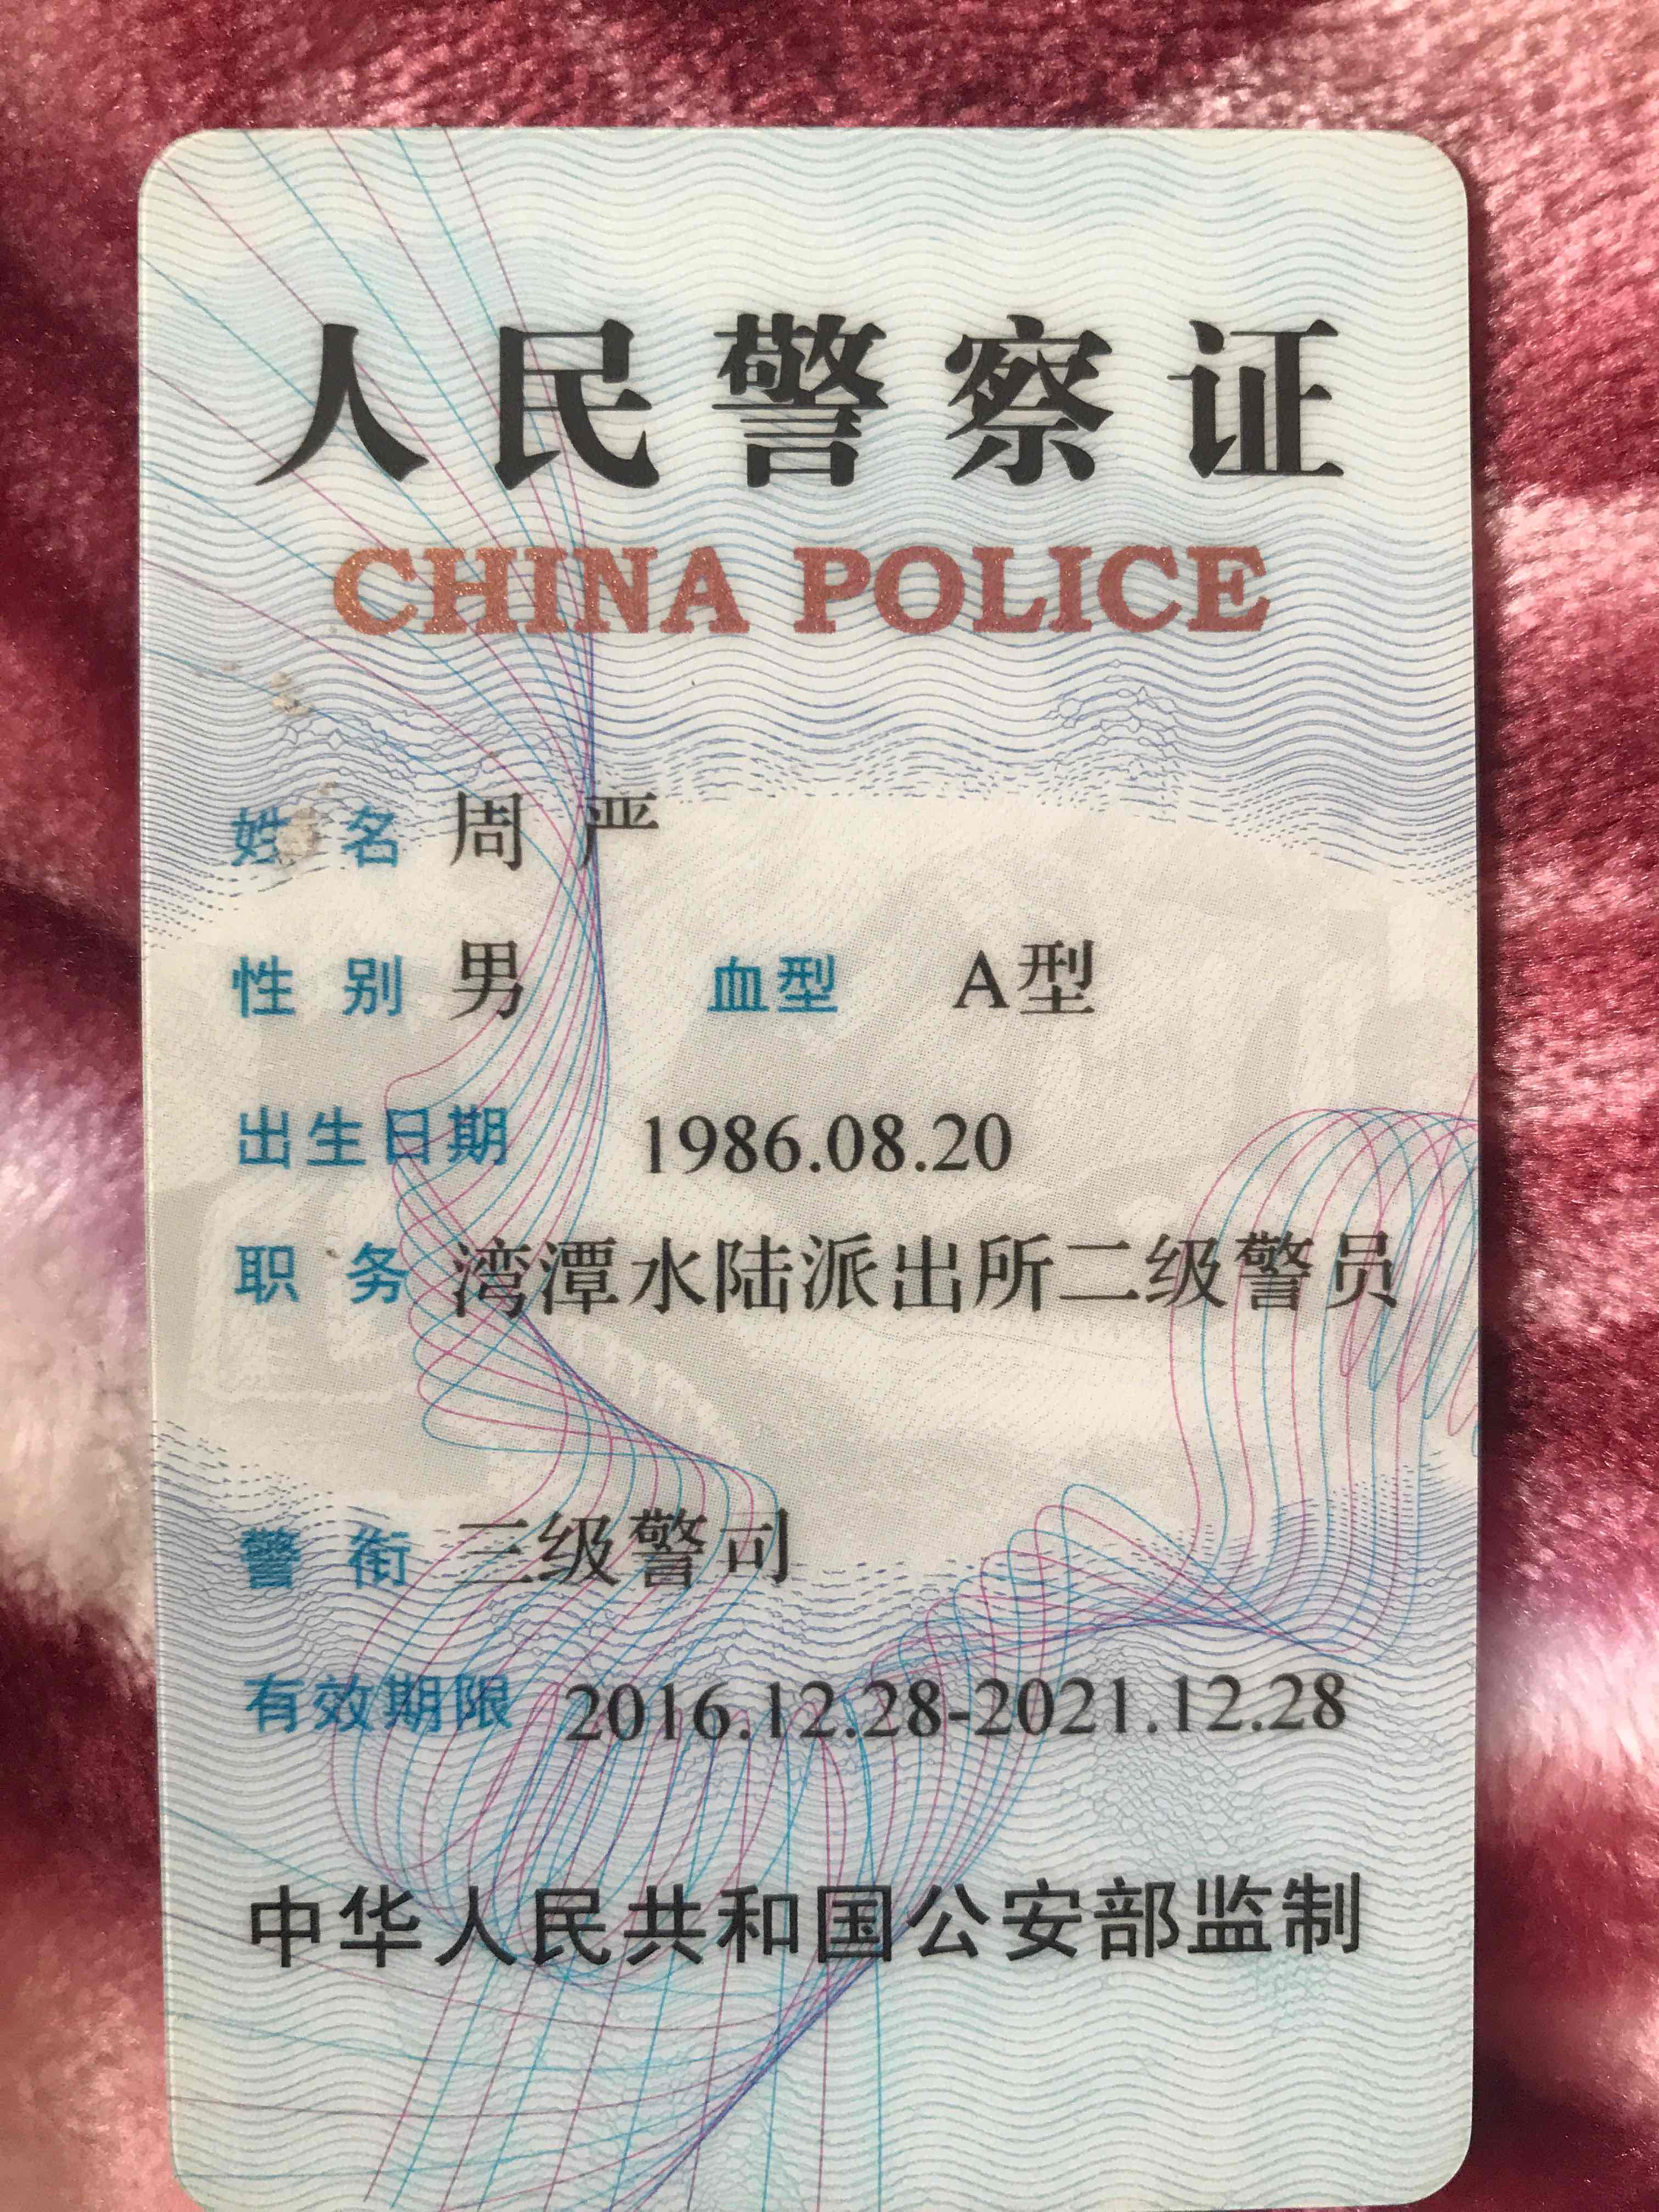 人民警察证
CHINA POLICE
姓名 周严
性别 男 血型 A型
出生日期 1986.08.20
职务 湾潭水陆派出所二级警员
警衔 三级警司
有效期限 2016.12.28-2021.12.28
中华人民共和国公安部监制